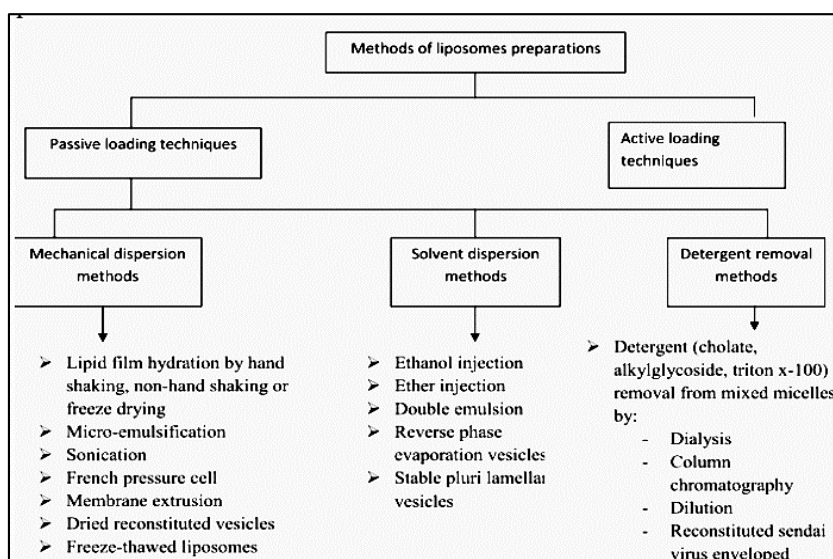 Methods of liposomes preparations
Passive loading techniques
Active loading
techniques
Mechanical dispersion
methods
Solvent dispersion
methods
Detergent removal
methods
➢ Lipid film hydration by hand
shaking, non-hand shaking or
freeze drying
➢ Micro-emulsification
➢ Sonication
➢ French pressure cell
➢ Membrane extrusion
➢ Dried reconstituted vesicles
➢ Freeze-thawed liposomes
➢ Ethanol injection
➢ Ether injection
➢ Double emulsion
➢ Reverse phase
evaporation vesicles
➢ Stable pluri lamellar
vesicles
➢ Detergent (cholate,
alkylglycoside, triton x-100)
removal from mixed micelles
by:
- Dialysis
- Column
chromatography
- Dilution
- Reconstituted sendai
virus enveloped